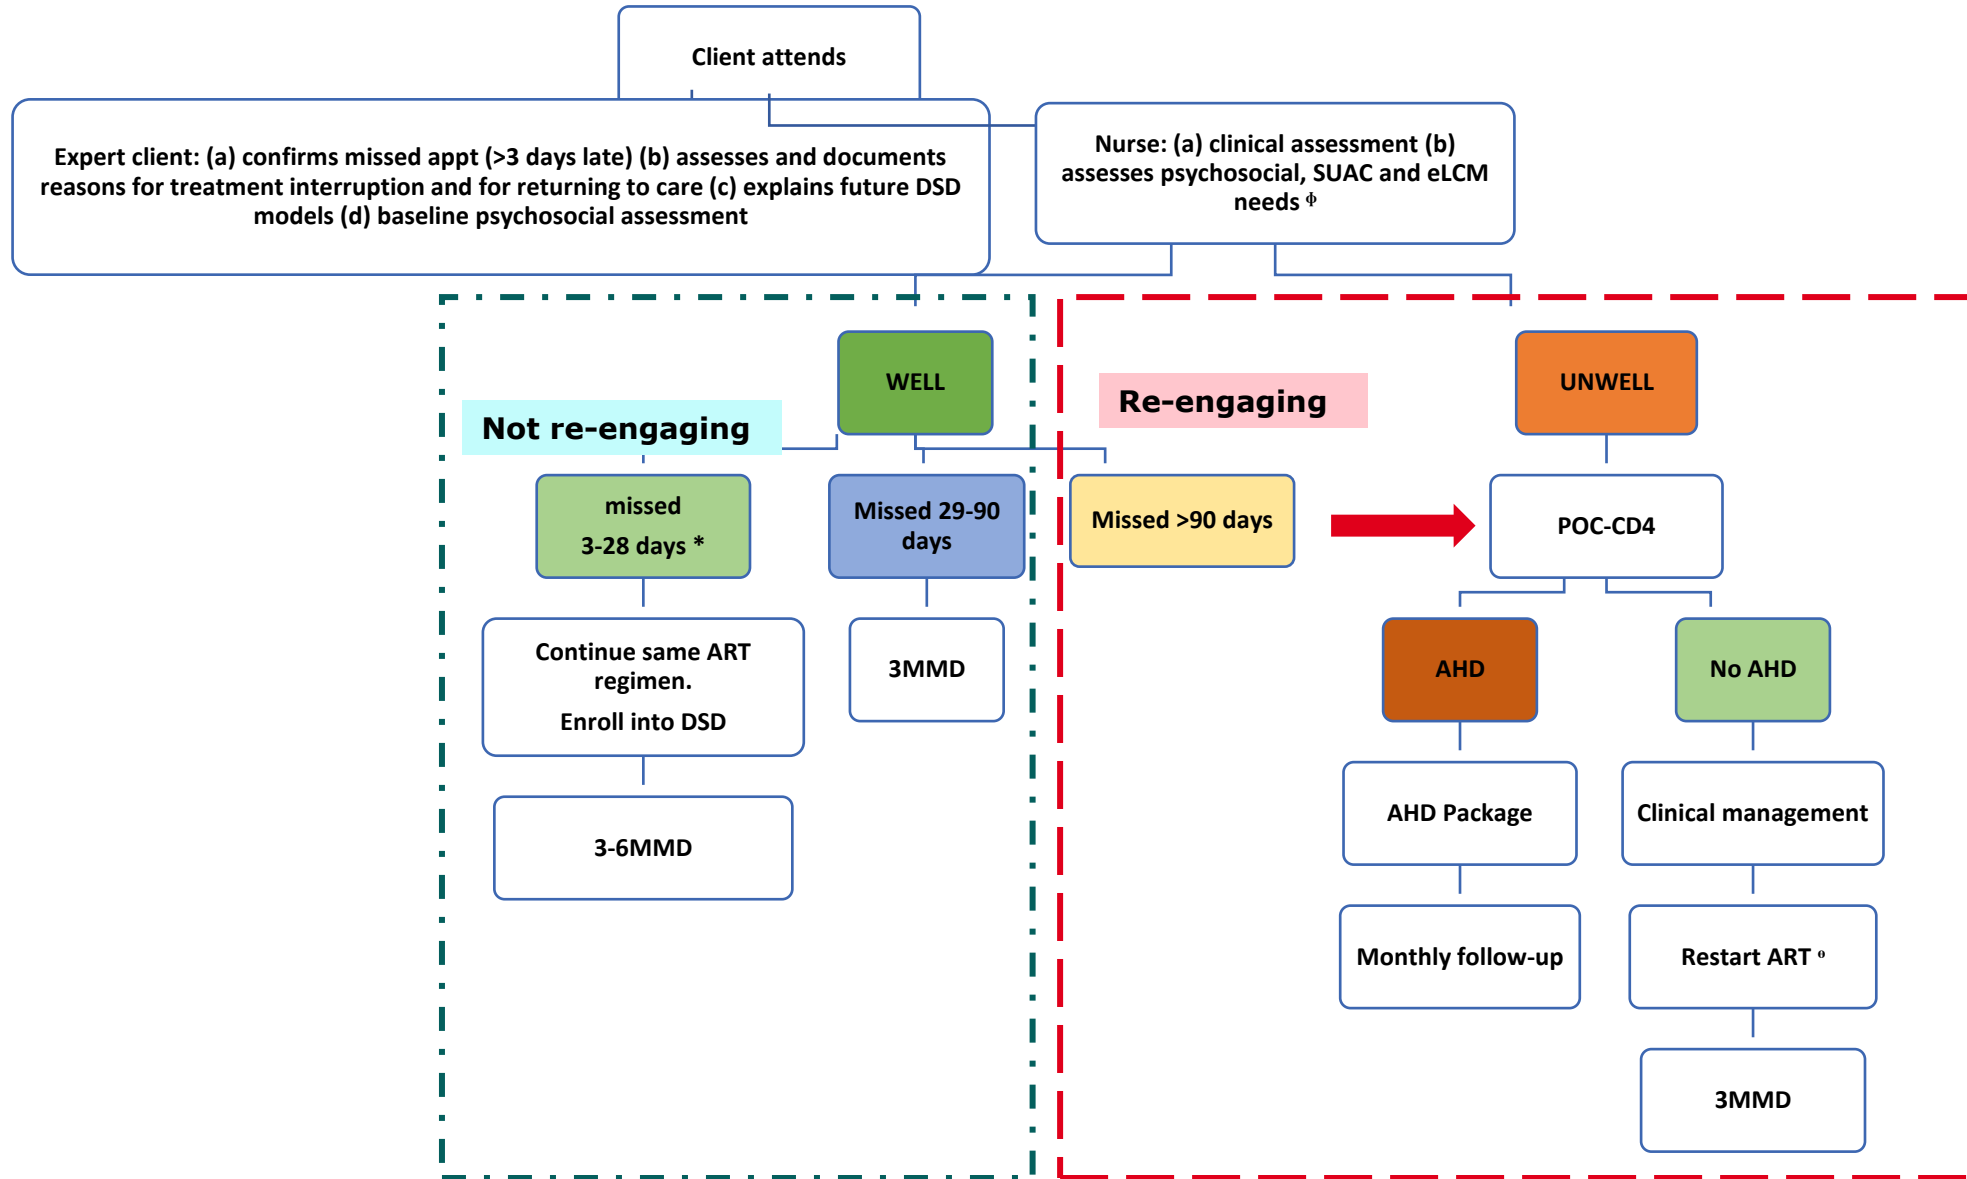 Client attends
Expert client: (a) confirms missed appt (>3 days late) (b) assesses and documents
reasons for treatment interruption and for returning to care (c) explains future DSD
models (d) baseline psychosocial assessment
Nurse: (a) clinical assessment (b)
assesses psychosocial, SUAC and eLCM
needs ᶲ
WELL
UNWELL
Not re-engaging
Re-engaging
missed
3-28 days *
Missed 29-90
days
Missed >90 days
POC-CD4
Continue same ART
regimen.
Enroll into DSD
3MMD
AHD
No AHD
3-6MMD
AHD Package
Clinical management
Monthly follow-up
Restart ART ᶿ
3MMD